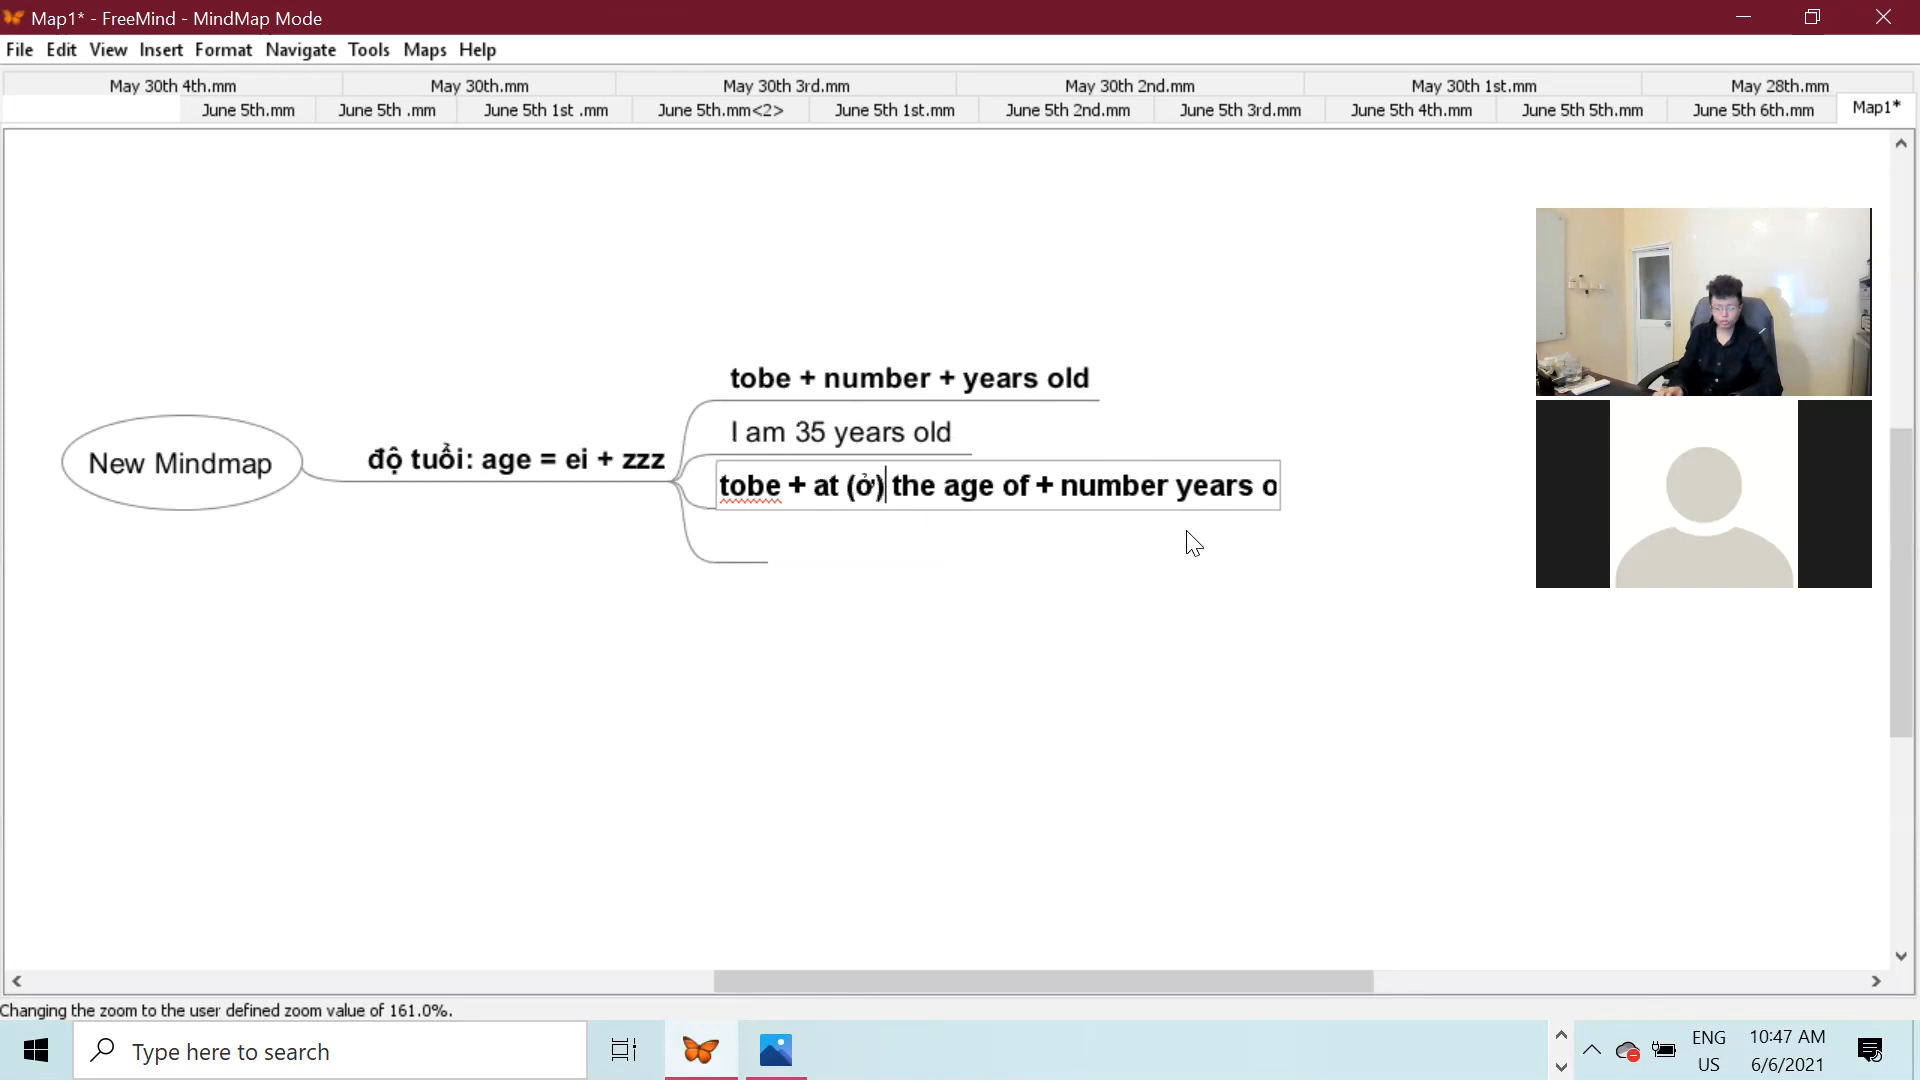 Map1* - FreeMind - MindMap Mode
File Edit View Insert Format Navigate Tools Maps Help
May 30th 4th.mm May 30th.mm May 30th 3rd.mm May 30th 2nd.mm May 30th 1st.mm May 28th.mm
June 5th.mm June 5th .mm June 5th 1st .mm June 5th.mm<2> June 5th 1st.mm June 5th 2nd.mm June 5th 3rd.mm June 5th 4th.mm June 5th 5th.mm June 5th 6th.mm Map1*
New Mindmap
độ tuổi: age = ei + zzz
tobe + number + years old
I am 35 years old
tobe + at (ở) the age of + number years o
Changing the zoom to the user defined zoom value of 161.0%.
Type here to search
ENG
US
10:47 AM
6/6/2021